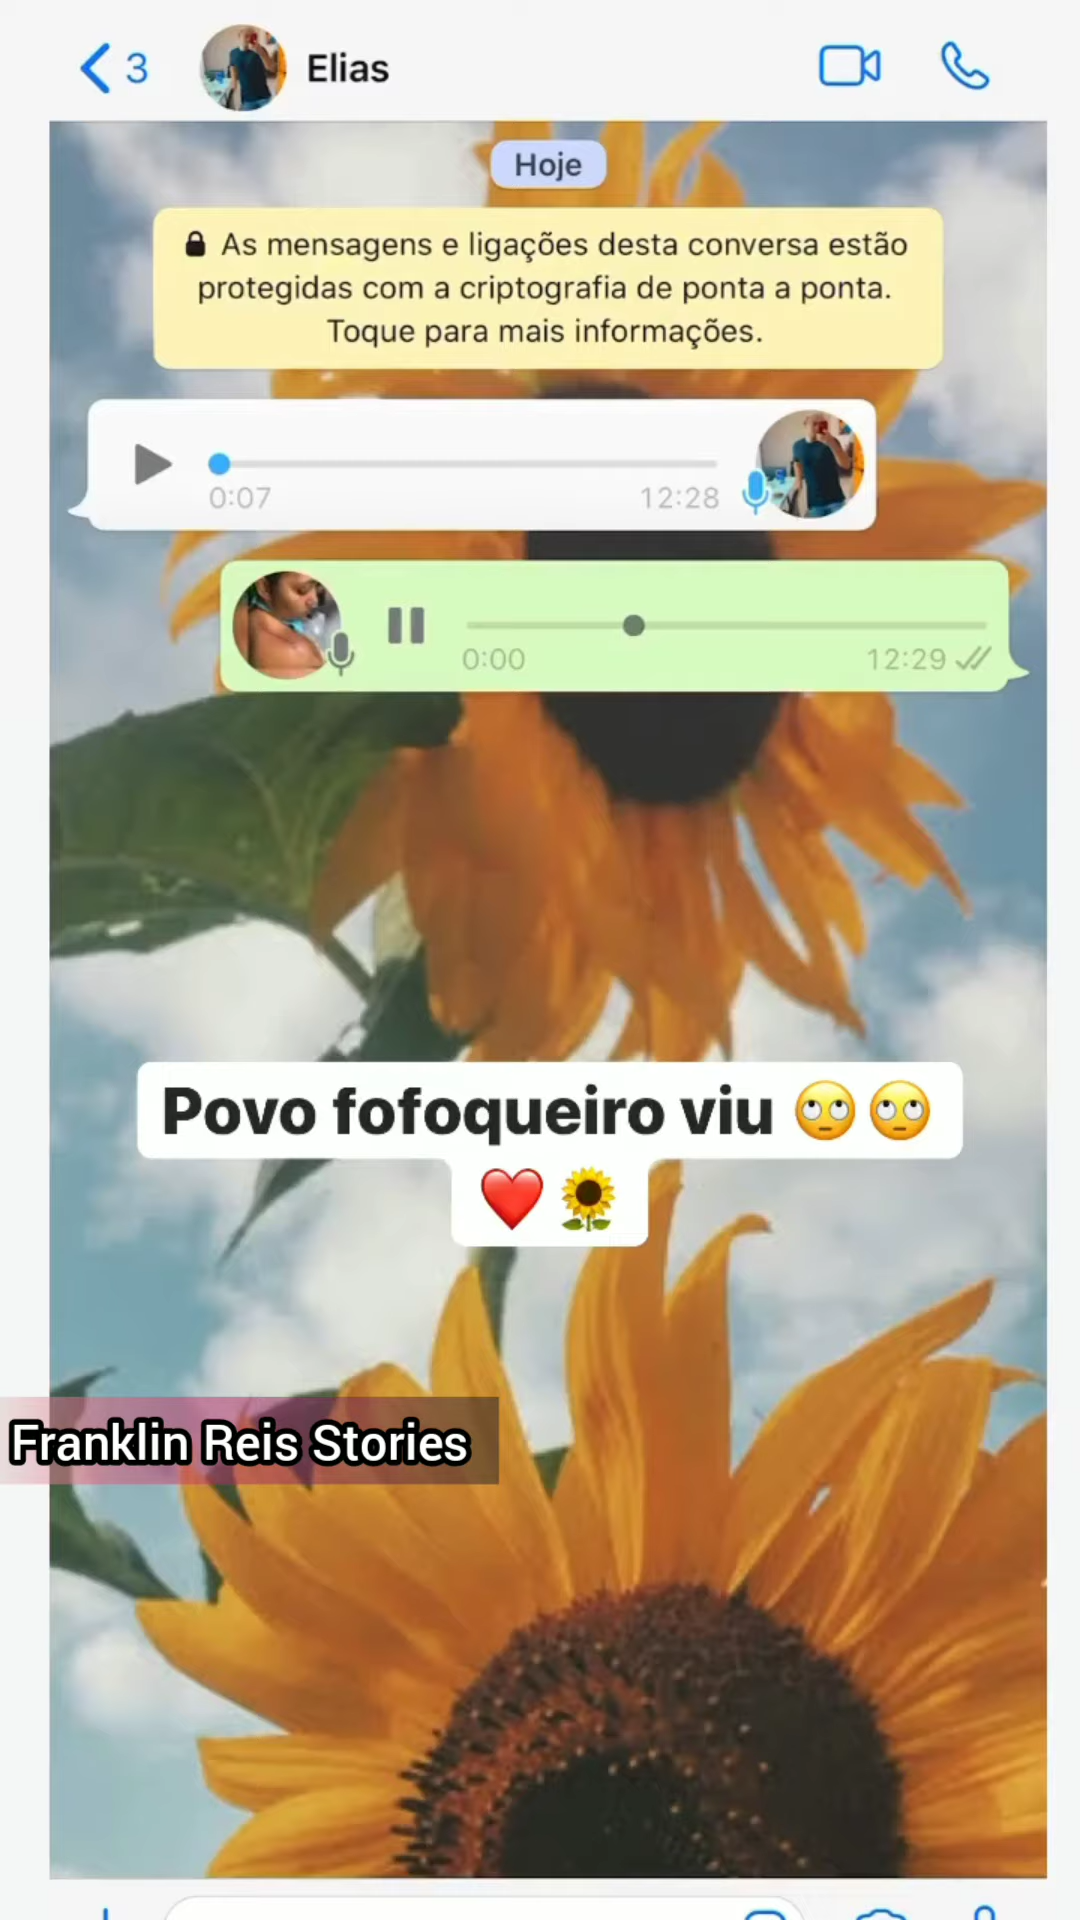 3 Elias
Hoje
🔒 As mensagens e ligações desta conversa estão
protegidas com a criptografia de ponta a ponta.
Toque para mais informações.
0:07 12:28
0:00 12:29
Povo fofoqueiro viu 🙄🙄
❤️🌻
Franklin Reis Stories